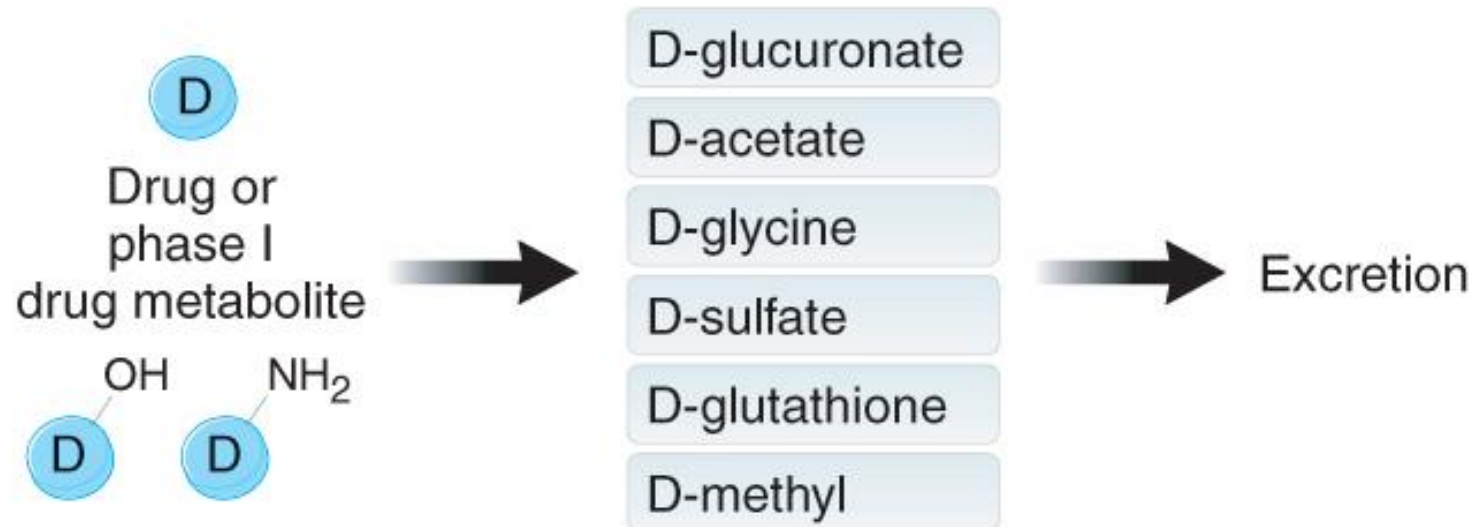 D
Drug or
phase I
drug metabolite
OH
NH₂
D
D
D-glucuronate
D-acetate
D-glycine
D-sulfate
D-glutathione
D-methyl
Excretion